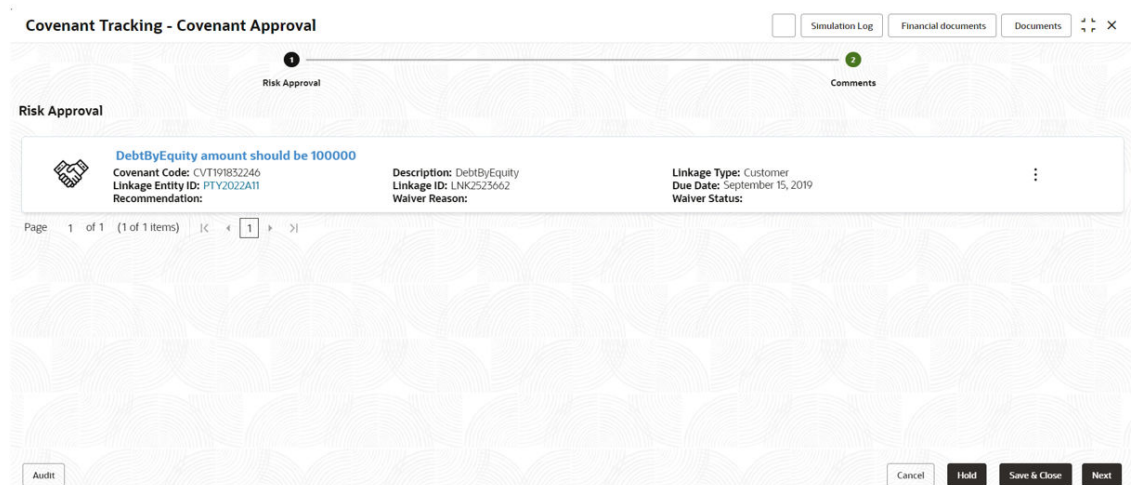 Covenant Tracking - Covenant Approval
Simulation Log
Financial documents
Documents
1
2
Risk Approval
Comments
Risk Approval
DebtByEquity amount should be 100000
Covenant Code: CVT191832246 Description: DebtByEquity Linkage Type: Customer
Linkage Entity ID: PTY2022A11 Linkage ID: LNK2523662 Due Date: September 15, 2019
Recommendation: Waiver Reason: Waiver Status:
Page 1 of 1 (1 of 1 items) 1
Audit
Cancel
Hold
Save & Close
Next